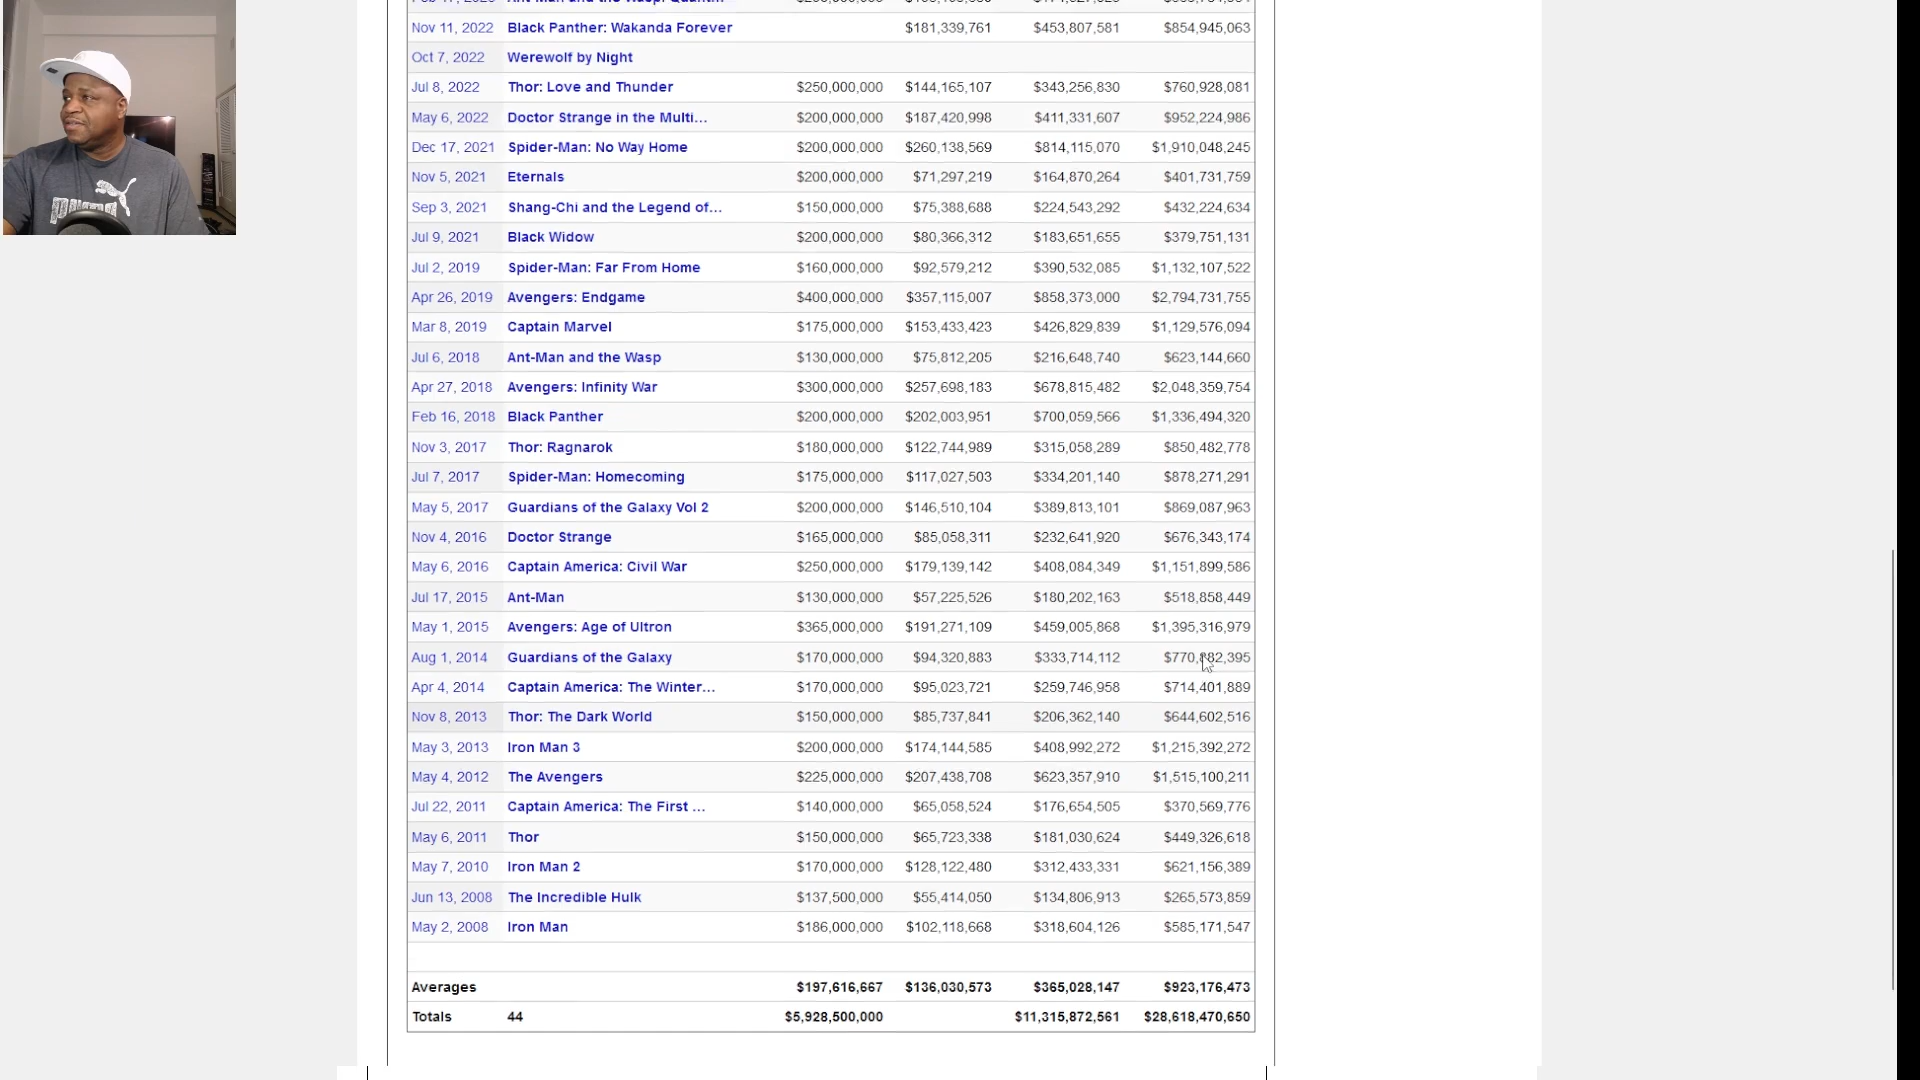 Nov 11, 2022 Black Panther: Wakanda Forever $181,339,761 $453,807,581 $854,945,063
Oct 7, 2022 Werewolf by Night
Jul 8, 2022 Thor: Love and Thunder $250,000,000 $144,165,107 $343,256,830 $760,928,081
May 6, 2022 Doctor Strange in the Multi... $200,000,000 $187,420,998 $411,331,607 $952,224,986
Dec 17, 2021 Spider-Man: No Way Home $200,000,000 $260,138,569 $814,115,070 $1,910,048,245
Nov 5, 2021 Eternals $200,000,000 $71,297,219 $164,870,264 $401,731,759
Sep 3, 2021 Shang-Chi and the Legend of... $150,000,000 $75,388,688 $224,543,292 $432,224,634
Jul 9, 2021 Black Widow $200,000,000 $80,366,312 $183,651,655 $379,751,131
Jul 2, 2019 Spider-Man: Far From Home $160,000,000 $92,579,212 $390,532,085 $1,132,107,522
Apr 26, 2019 Avengers: Endgame $400,000,000 $357,115,007 $858,373,000 $2,794,731,755
Mar 8, 2019 Captain Marvel $175,000,000 $153,433,423 $426,829,839 $1,129,576,094
Jul 6, 2018 Ant-Man and the Wasp $130,000,000 $75,812,205 $216,648,740 $623,144,660
Apr 27, 2018 Avengers: Infinity War $300,000,000 $257,698,183 $678,815,482 $2,048,359,754
Feb 16, 2018 Black Panther $200,000,000 $202,003,951 $700,059,566 $1,336,494,320
Nov 3, 2017 Thor: Ragnarok $180,000,000 $122,744,989 $315,058,289 $850,482,778
Jul 7, 2017 Spider-Man: Homecoming $175,000,000 $117,027,503 $334,201,140 $878,271,291
May 5, 2017 Guardians of the Galaxy Vol 2 $200,000,000 $146,510,104 $389,813,101 $869,087,963
Nov 4, 2016 Doctor Strange $165,000,000 $85,058,311 $232,641,920 $676,343,174
May 6, 2016 Captain America: Civil War $250,000,000 $179,139,142 $408,084,349 $1,151,899,586
Jul 17, 2015 Ant-Man $130,000,000 $57,225,526 $180,202,163 $518,858,449
May 1, 2015 Avengers: Age of Ultron $365,000,000 $191,271,109 $459,005,868 $1,395,316,979
Aug 1, 2014 Guardians of the Galaxy $170,000,000 $94,320,883 $333,714,112
Apr 4, 2014 Captain America: The Winter... $170,000,000 $95,023,721 $259,746,958 $714,401,889
Nov 8, 2013 Thor: The Dark World $150,000,000 $85,737,841 $206,362,140 $644,602,516
May 3, 2013 Iron Man 3 $200,000,000 $174,144,585 $408,992,272 $1,215,392,272
May 4, 2012 The Avengers $225,000,000 $207,438,708 $623,357,910 $1,515,100,211
Jul 22, 2011 Captain America: The First ... $140,000,000 $65,058,524 $176,654,505 $370,569,776
May 6, 2011 Thor $150,000,000 $65,723,338 $181,030,624 $449,326,618
May 7, 2010 Iron Man 2 $170,000,000 $128,122,480 $312,433,331 $621,156,389
Jun 13, 2008 The Incredible Hulk $137,500,000 $55,414,050 $134,806,913 $265,573,859
May 2, 2008 Iron Man $186,000,000 $102,118,668 $318,604,126 $585,171,547
Averages $197,616,667 $136,030,573 $365,028,147 $923,176,473
Totals 44 $5,928,500,000 $11,315,872,561 $28,618,470,650